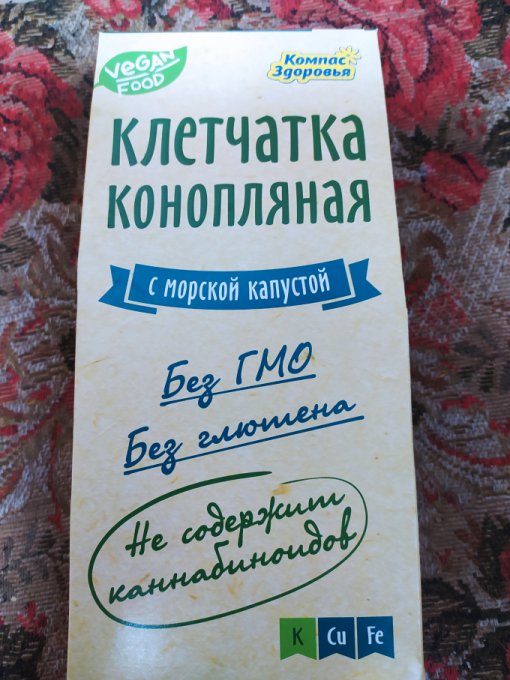 VEGAN
FOOD
Компас
Здоровья
КЛЕТЧАТКА
КОНОПЛЯНАЯ
С МОРСКОЙ КАПУСТОЙ
Без ГМО
Без глютена
Не содержит
каннабиноидов
K Cu Fe